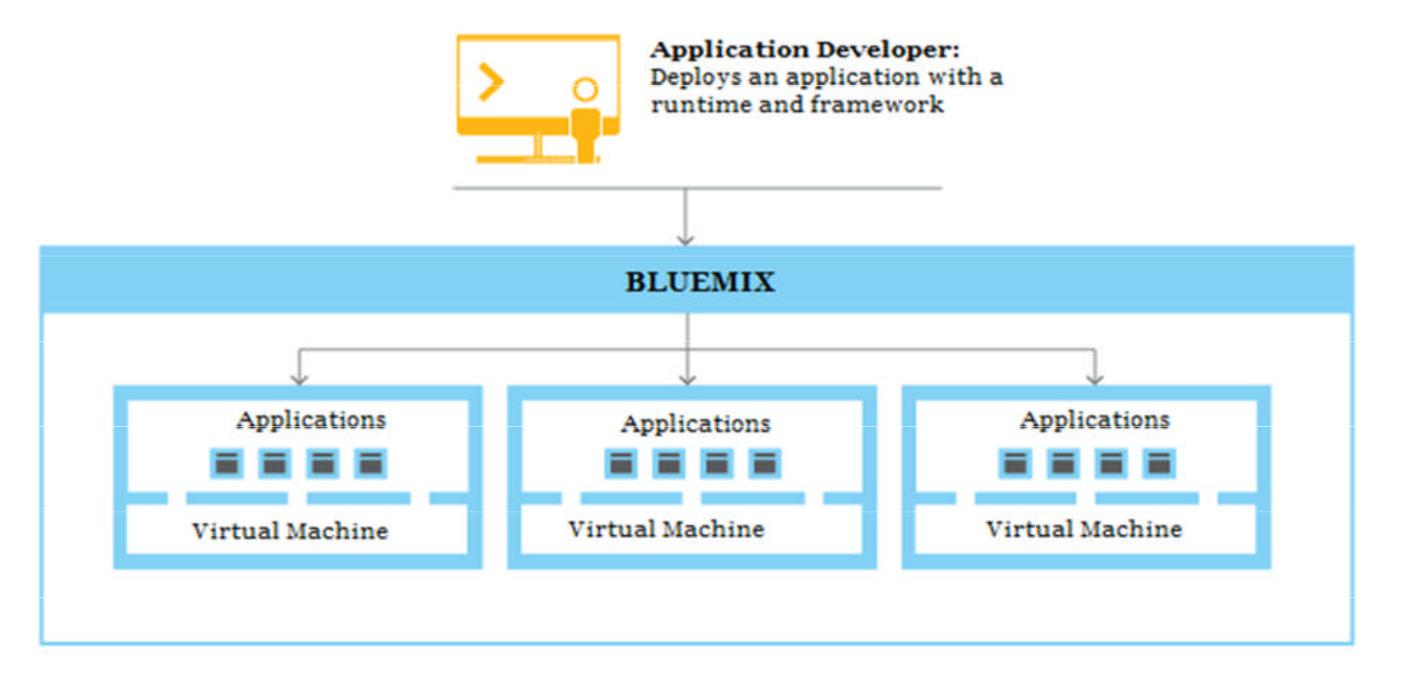 Application Developer:
Deploys an application with a
runtime and framework
BLUEMIX
Applications
Virtual Machine
Applications
Virtual Machine
Applications
Virtual Machine